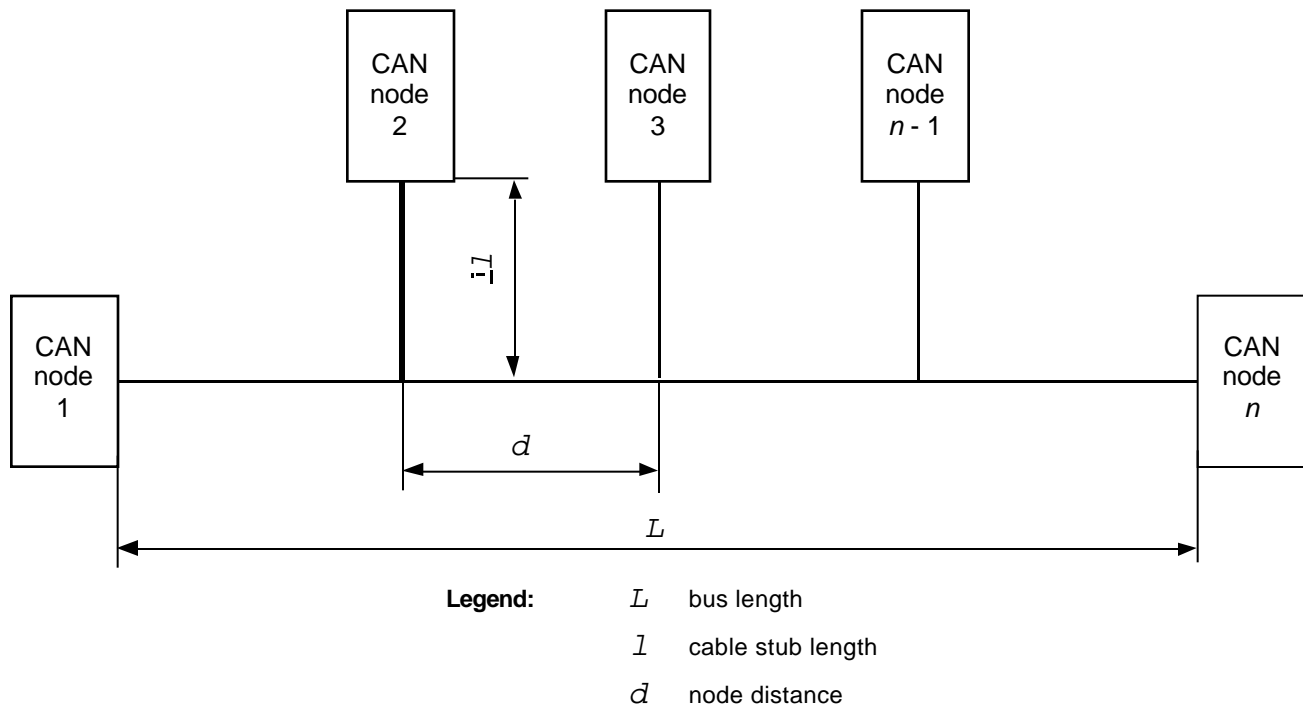 CAN
node
2
CAN
node
3
CAN
node
n - 1
l
CAN
node
1
CAN
node
n
d
L
Legend:
L bus length
l cable stub length
d node distance